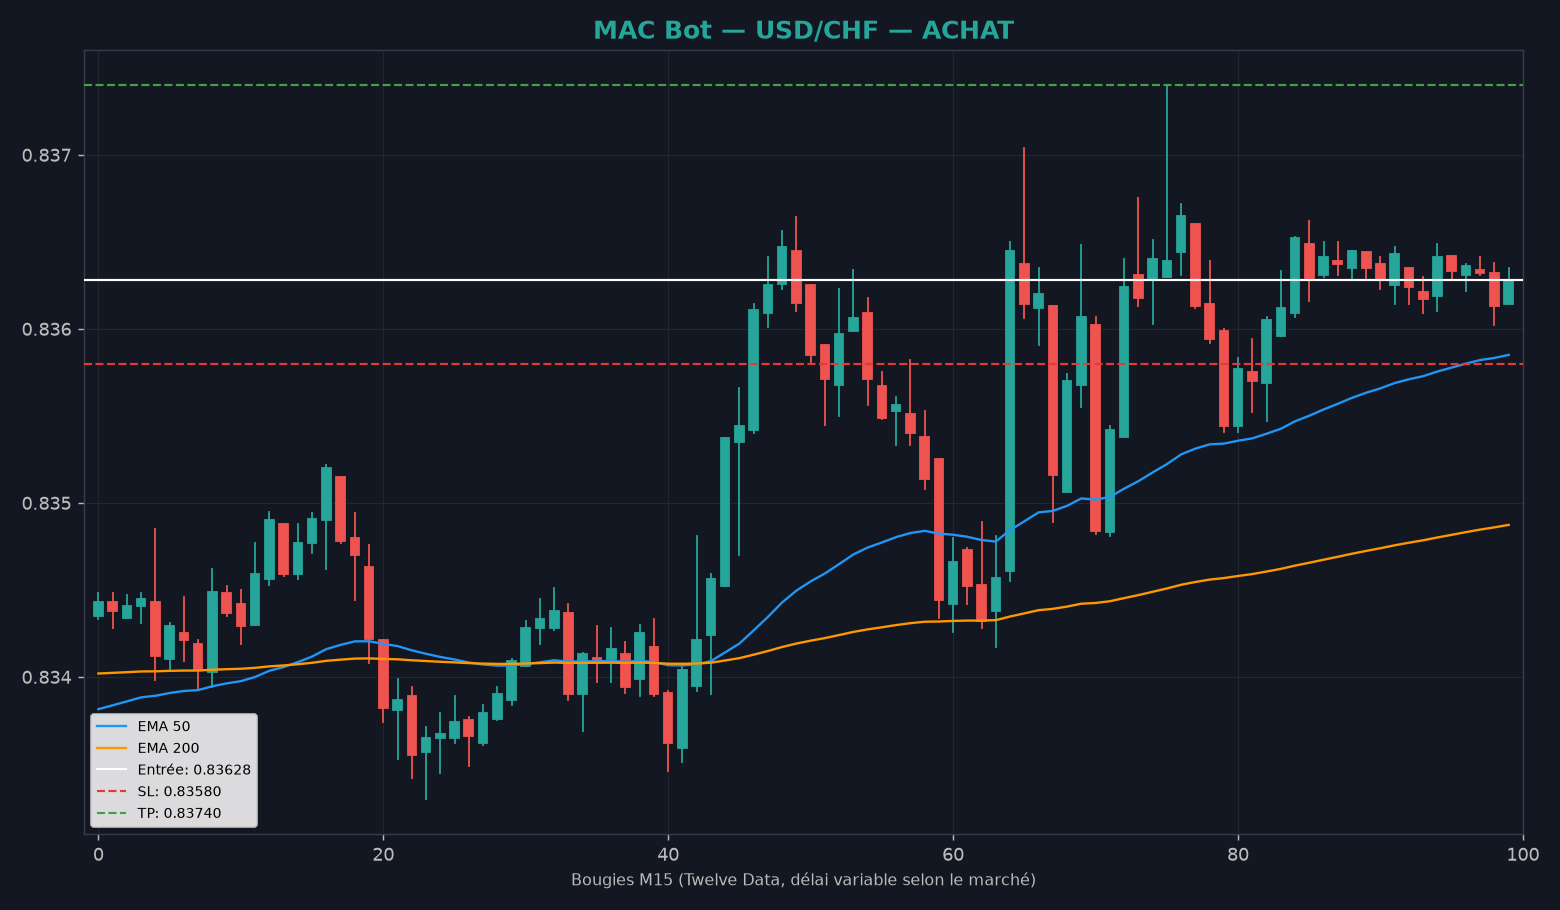 MAC Bot — USD/CHF — ACHAT
0.837
0.836
0.835
0.834
EMA 50
EMA 200
Entrée: 0.83628
SL: 0.83580
TP: 0.83740
0 20 40 60 80 100
Bougies M15 (Twelve Data, délai variable selon le marché)